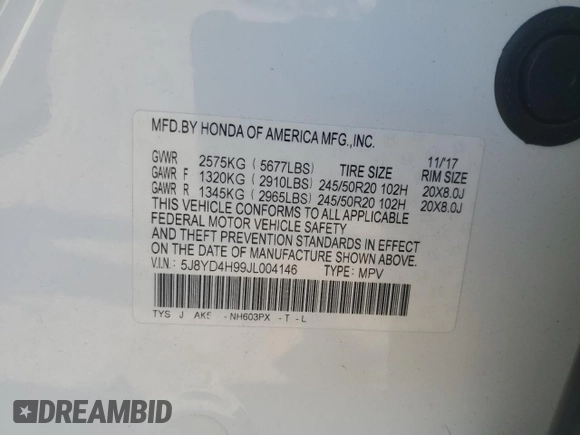 MFD.BY HONDA OF AMERICA MFG.,INC.
11/'17
GVWR 2575KG ( 5677LBS) TIRE SIZE RIM SIZE
GAWR F 1320KG ( 2910LBS) 245/50R20 102H 20X8.0J
GAWR R 1345KG ( 2965LBS) 245/50R20 102H 20X8.0J
THIS VEHICLE CONFORMS TO ALL APPLICABLE
FEDERAL MOTOR VEHICLE SAFETY
AND THEFT PREVENTION STANDARDS IN EFFECT
ON THE DATE OF MANUFACTURE SHOWN ABOVE.
V.I.N.: 5J8YD4H99JL004146 TYPE: MPV
TYS J AK5 - NH603PX - T - L
DREAMBID